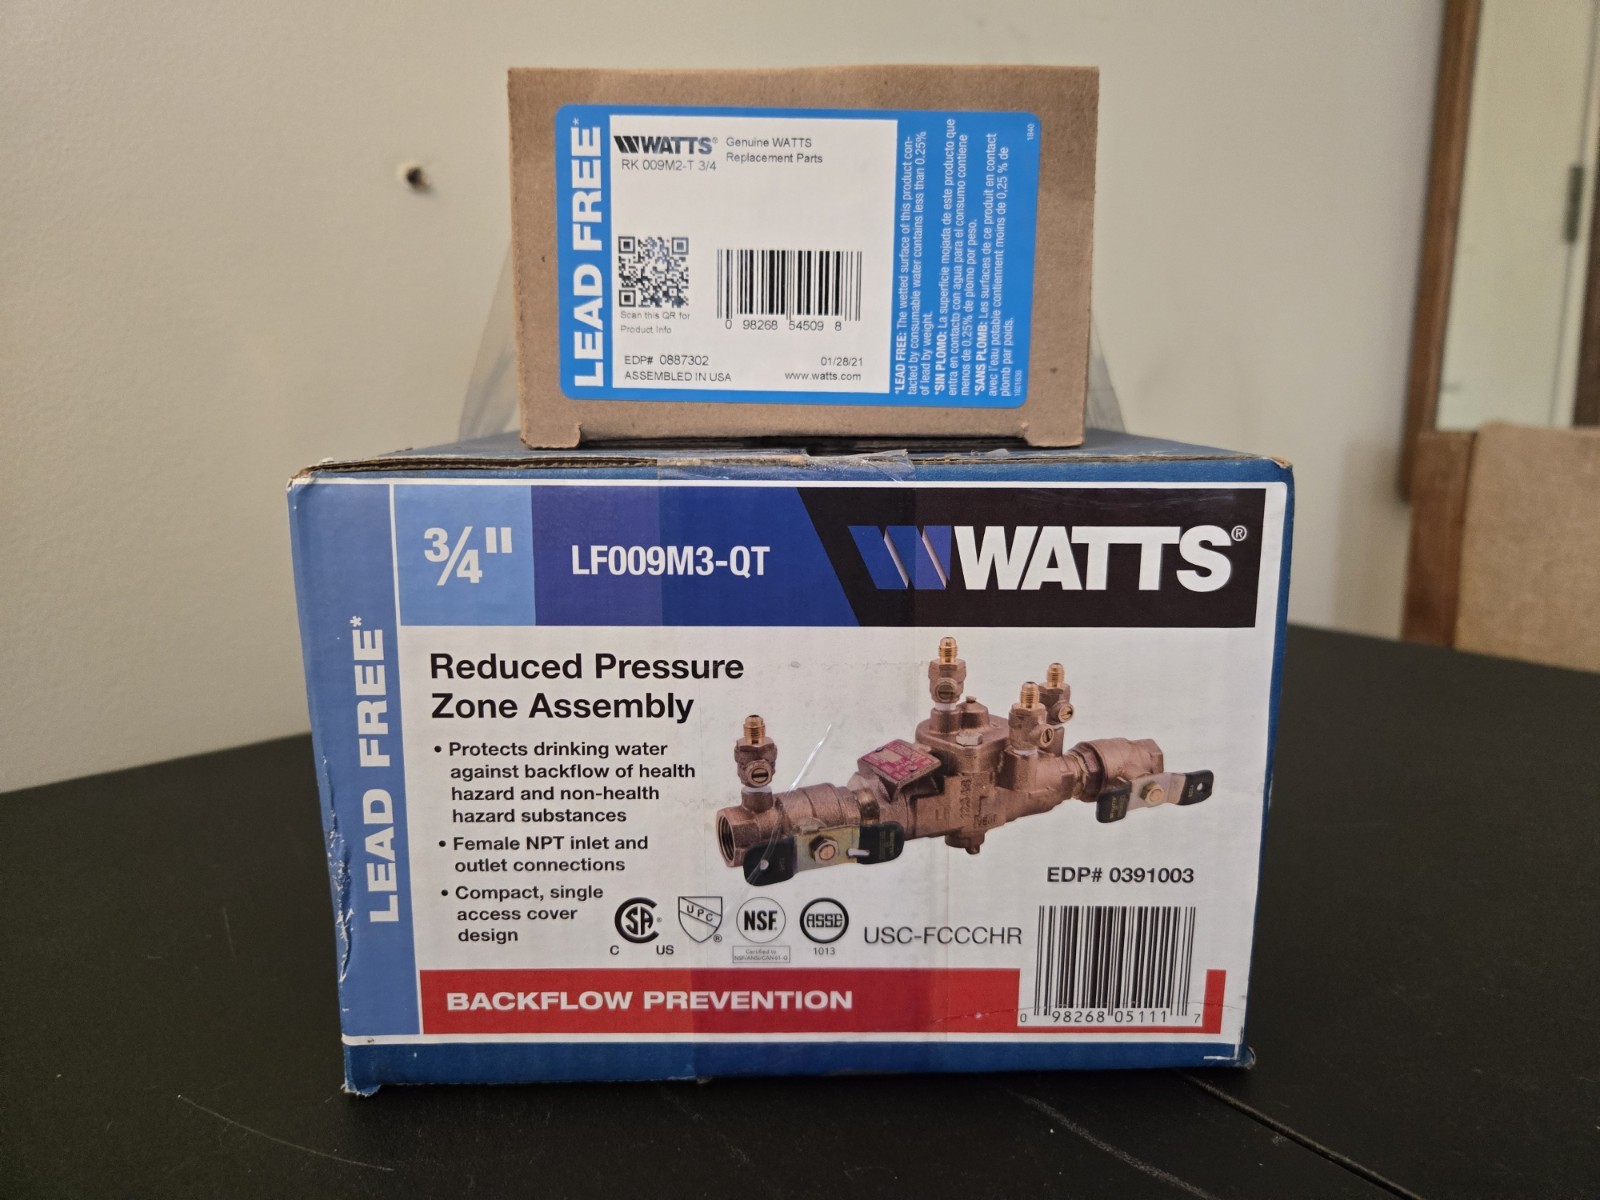 LEAD FREE*
WATTS®
RK 009M2-T 3/4
Genuine WATTS
Replacement Parts
Scan this QR for
Product Info
0 98268 54509 8
EDP# 0887302
01/28/21
ASSEMBLED IN USA
www.watts.com
*LEAD FREE: The wetted surface of this product con-
tacted by consumable water contains less than 0.25%
of lead by weight.
*SIN PLOMO: La superficie mojada de este producto que
entra en contacto con agua para el consumo contiene
menos de 0.25% de plomo por peso.
*SANS PLOMB: Les surfaces de ce produit en contact
avec l'eau potable contiennent moins de 0,25 % de
plomb par poids.
1840
LEAD FREE*
3/4"
LF009M3-QT
WATTS®
Reduced Pressure
Zone Assembly
• Protects drinking water
against backflow of health
hazard and non-health
hazard substances
• Female NPT inlet and
outlet connections
• Compact, single
access cover
design
C SA® US
UPC®
NSF®
Certified to
ASSE
1013
USC-FCCCHR
EDP# 0391003
0 98268 05111 7
BACKFLOW PREVENTION